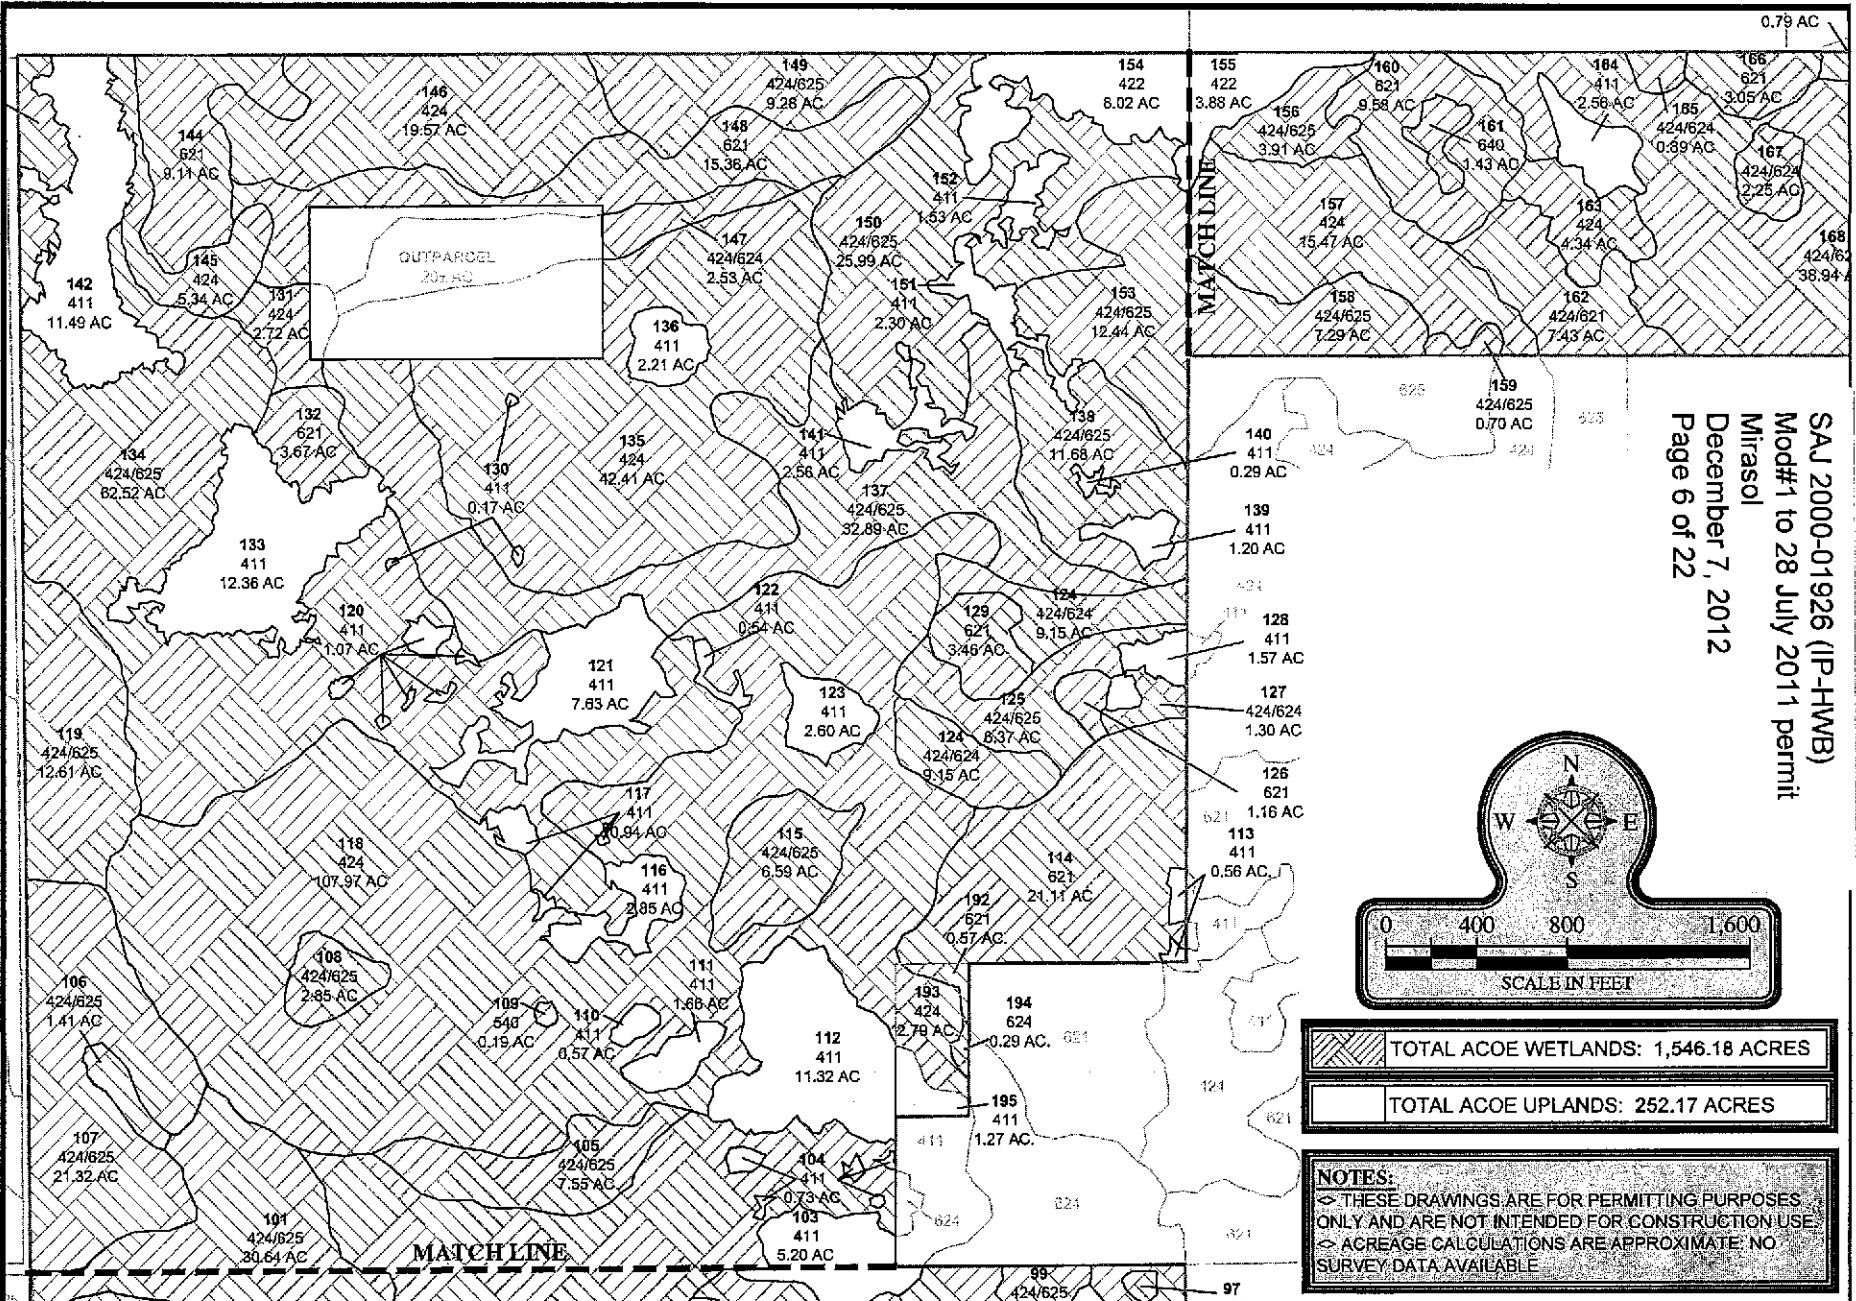 0.79 AC
149
424/625
9.28 AC
154
422
8.02 AC
155
422
3.88 AC
160
621
9.58 AC
164
411
2.56 AC
166
621
3.05 AC
146
424
19.57 AC
144
621
9.11 AC
148
621
15.36 AC
156
424/625
3.91 AC
161
640
1.43 AC
165
424/624
0.89 AC
167
424/624
2.25 AC
MATCH LINE
152
411
1.53 AC
150
424/625
25.99 AC
157
424
15.47 AC
163
424
4.34 AC
168
38.94
OUTPARCEL
147
424/624
2.53 AC
145
424
5.34 AC
131
424
2.72 AC
142
411
11.49 AC
151
411
2.30 AC
153
424/625
12.44 AC
158
424/625
7.29 AC
162
424/621
7.43 AC
136
411
2.21 AC
159
424/625
0.70 AC
625
424
SAJ 2000-01926 (IP-HWB)
Mod#1 to 28 July 2011 permit
Mirasol
December 7, 2012
Page 6 of 22
132
621
3.67 AC
134
424/625
62.52 AC
130
411
0.17 AC
135
424
42.41 AC
141
411
2.56 AC
138
424/625
11.68 AC
140
411
0.29 AC
137
424/625
32.89 AC
139
411
1.20 AC
133
411
12.36 AC
120
411
1.07 AC
122
411
0.54 AC
129
621
3.46 AC
124
424/624
9.15 AC
128
411
1.57 AC
121
411
7.63 AC
123
411
2.60 AC
125
424/625
127
424/624
1.30 AC
124
424/624
9.15 AC
119
424/625
12.61 AC
126
621
1.16 AC
621
117
411
0.94 AC
115
424/625
6.59 AC
118
424
107.97 AC
116
411
2.85 AC
114
621
21.11 AC
113
411
0.56 AC.
192
621
0.57 AC.
411
N
W E
S
0 400 800 1,600
SCALE IN FEET
108
424/625
2.85 AC
106
424/625
1.41 AC
109
540
0.19 AC
110
411
0.57 AC
111
411
1.66 AC
193
424
2.79 AC.
194
624
0.29 AC.
621
112
411
11.32 AC
TOTAL ACOE WETLANDS: 1,546.18 ACRES
TOTAL ACOE UPLANDS: 252.17 ACRES
195
411
1.27 AC.
411
621
107
424/625
21.32 AC
105
424/625
7.55 AC
104
411
0.73 AC
103
411
5.20 AC
624
624
621
101
424/625
30.64 AC
MATCH LINE
NOTES:
<> THESE DRAWINGS ARE FOR PERMITTING PURPOSES
ONLY AND ARE NOT INTENDED FOR CONSTRUCTION USE.
<> ACREAGE CALCULATIONS ARE APPROXIMATE. NO
SURVEY DATA AVAILABLE
99
424/625
97